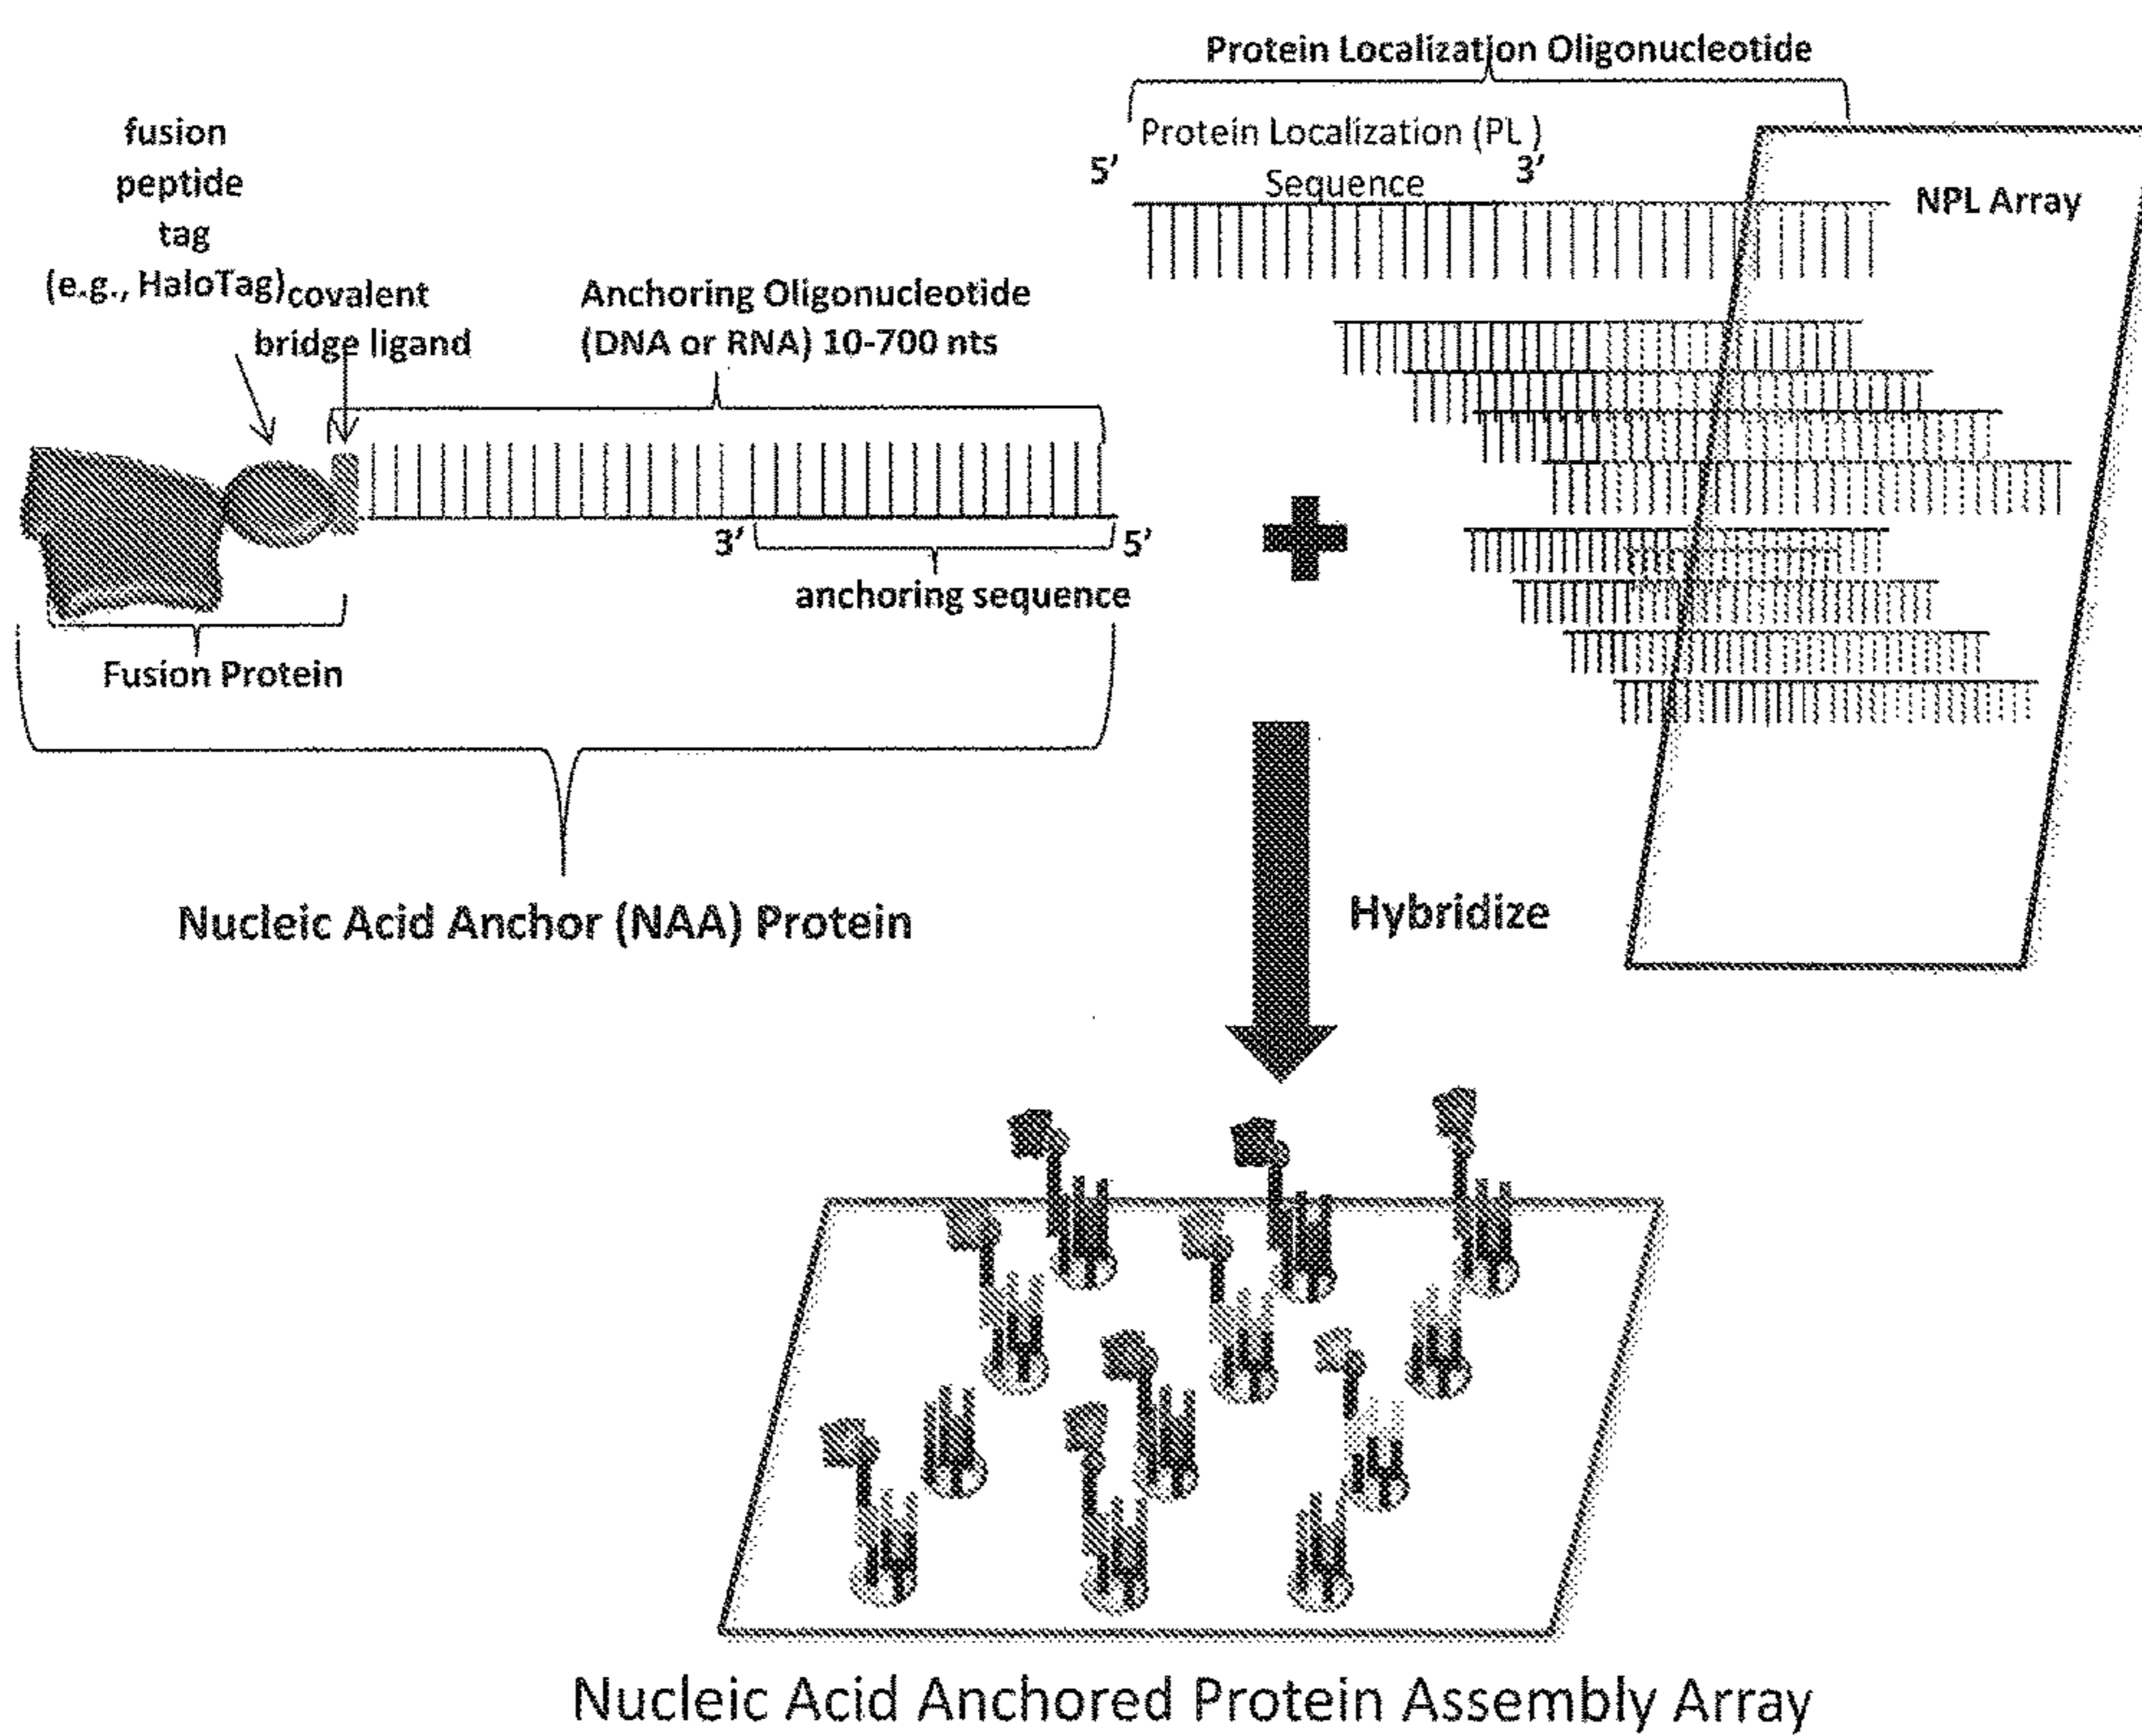 Protein Localization Oligonucleotide
Protein Localization (PL)
5' Sequence 3'
NPL Array
fusion
peptide
tag
(e.g., HaloTag)
covalent
bridge ligand
Anchoring Oligonucleotide
(DNA or RNA) 10-700 nts
3' 5'
anchoring sequence
Fusion Protein
Nucleic Acid Anchor (NAA) Protein
Hybridize
Nucleic Acid Anchored Protein Assembly Array